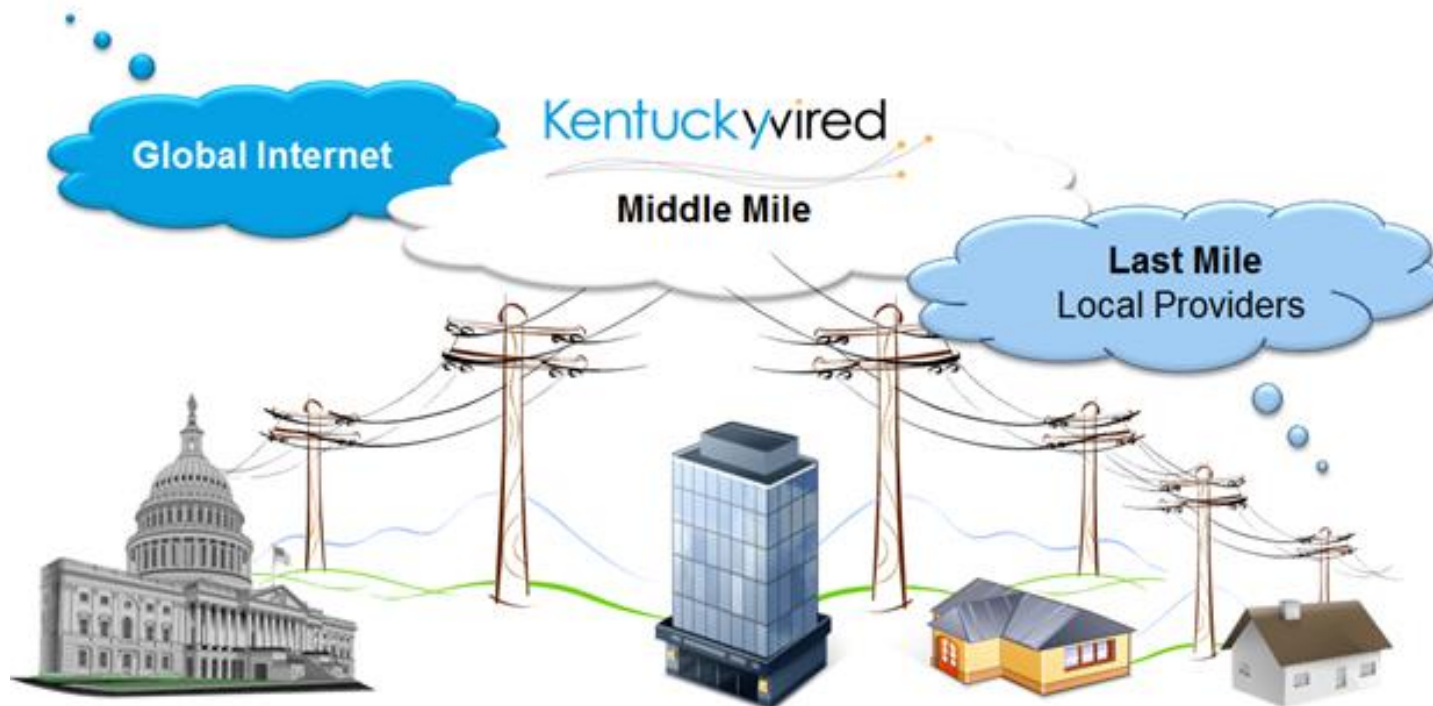 Global Internet
Kentuckywired
Middle Mile
Last Mile
Local Providers